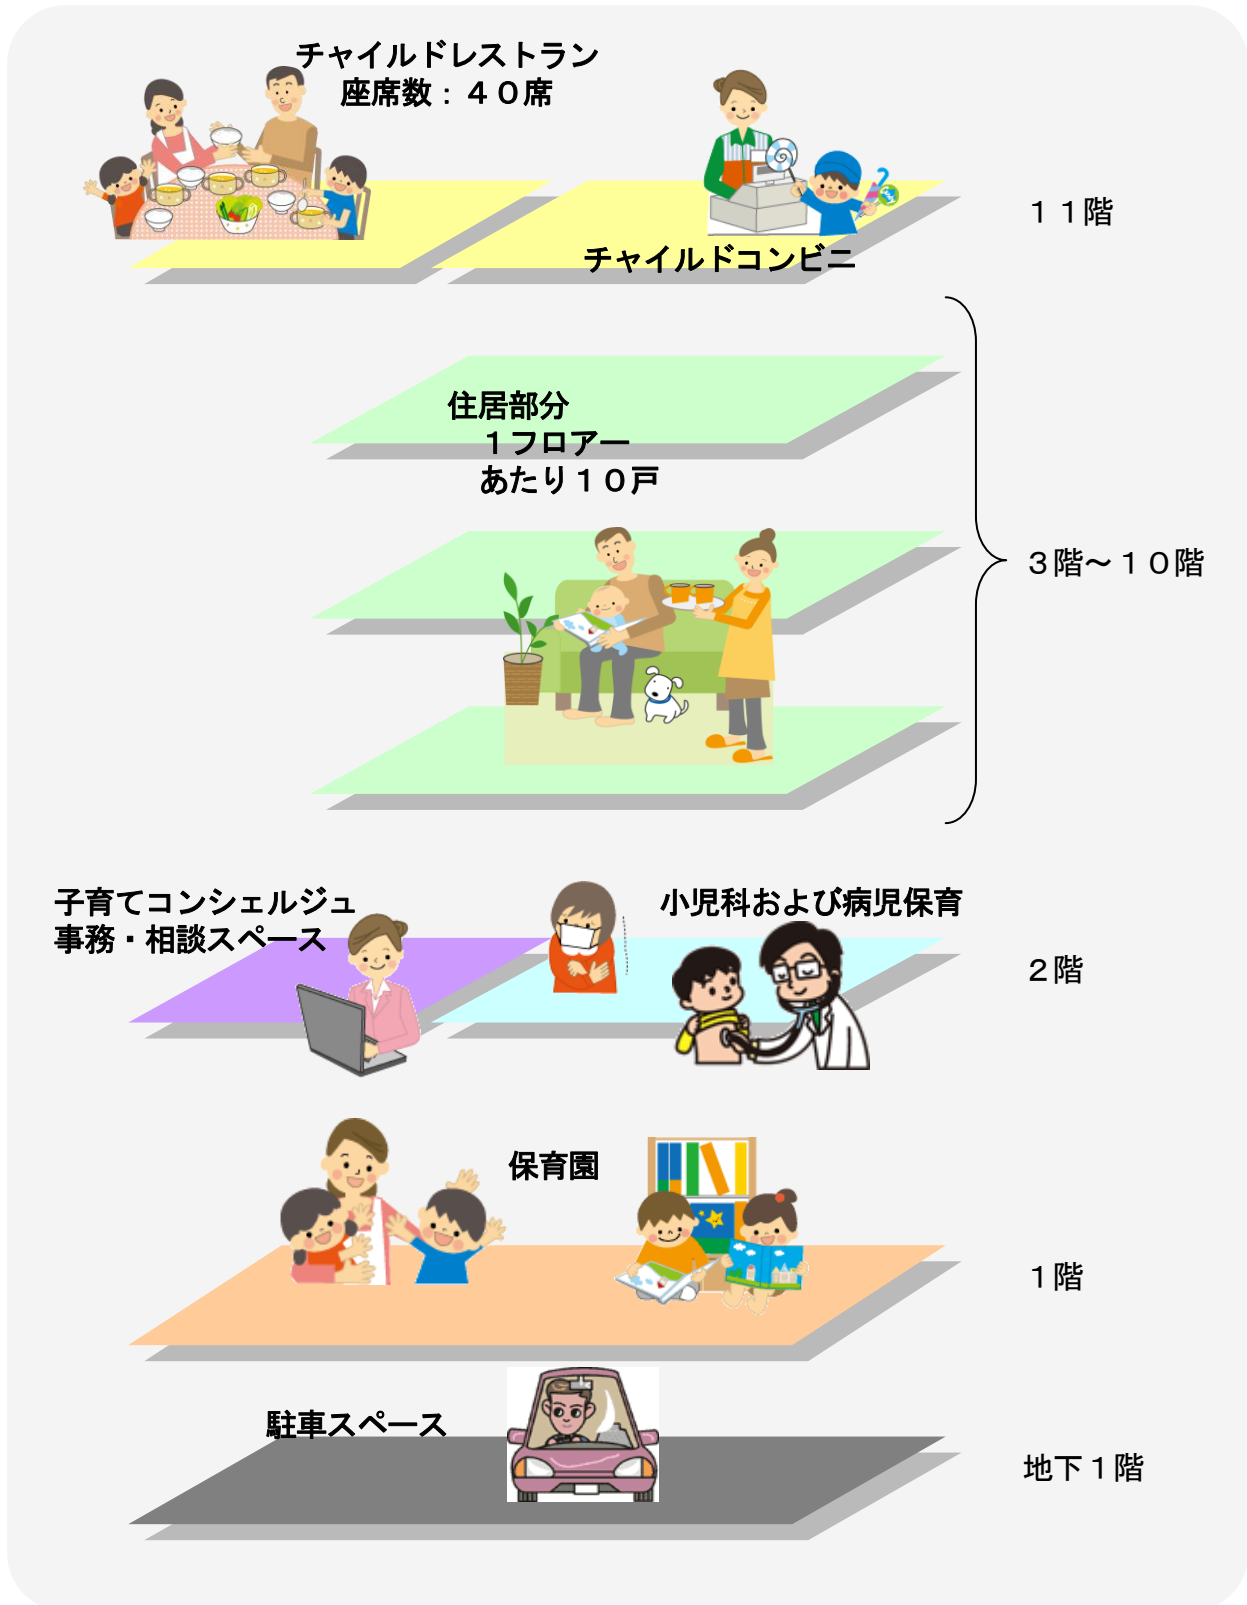 チャイルドレストラン
座席数：４０席
チャイルドコンビニ
１１階
住居部分
１フロアー
あたり１０戸
３階～１０階
子育てコンシェルジュ
事務・相談スペース
小児科および病児保育
２階
保育園
１階
駐車スペース
地下１階